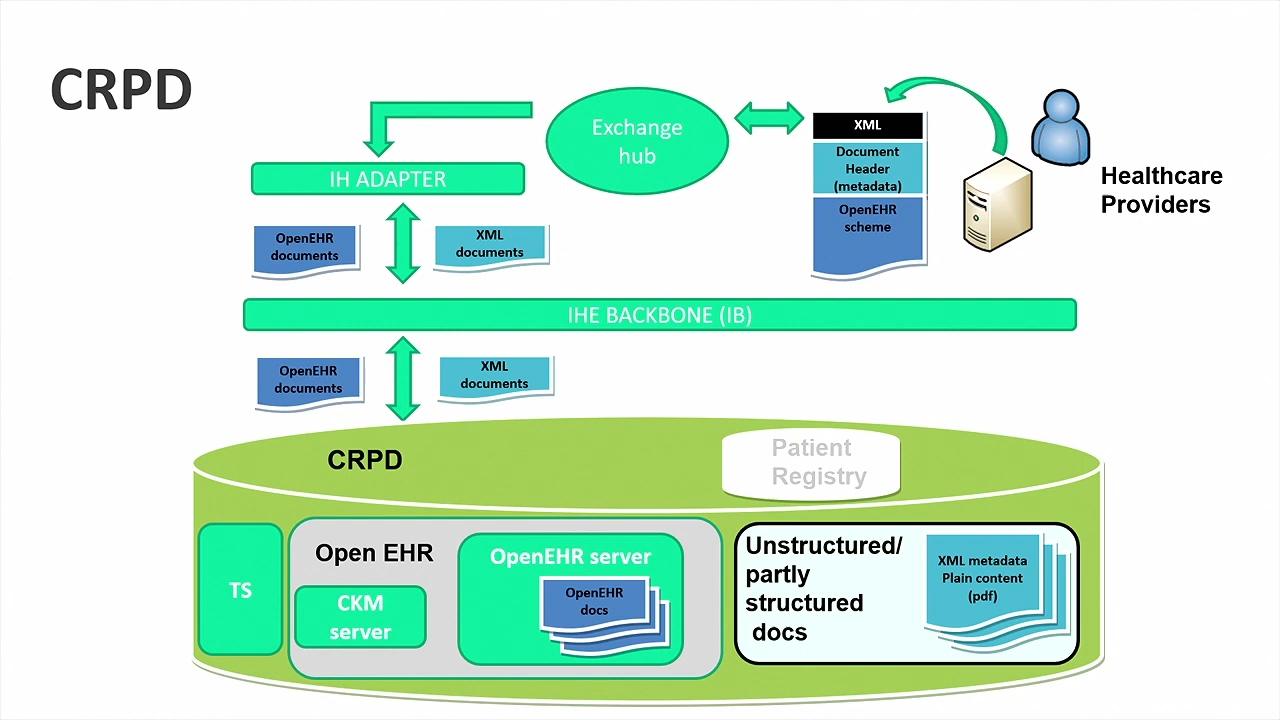 CRPD
Exchange
hub
XML
Document
Header
(metadata)
OpenEHR
scheme
Healthcare
Providers
IH ADAPTER
OpenEHR
documents
XML
documents
IHE BACKBONE (IB)
OpenEHR
documents
XML
documents
CRPD
Patient
Registry
TS
Open EHR
CKM
server
OpenEHR server
OpenEHR
docs
Unstructured/
partly
structured
docs
XML metadata
Plain content
(pdf)